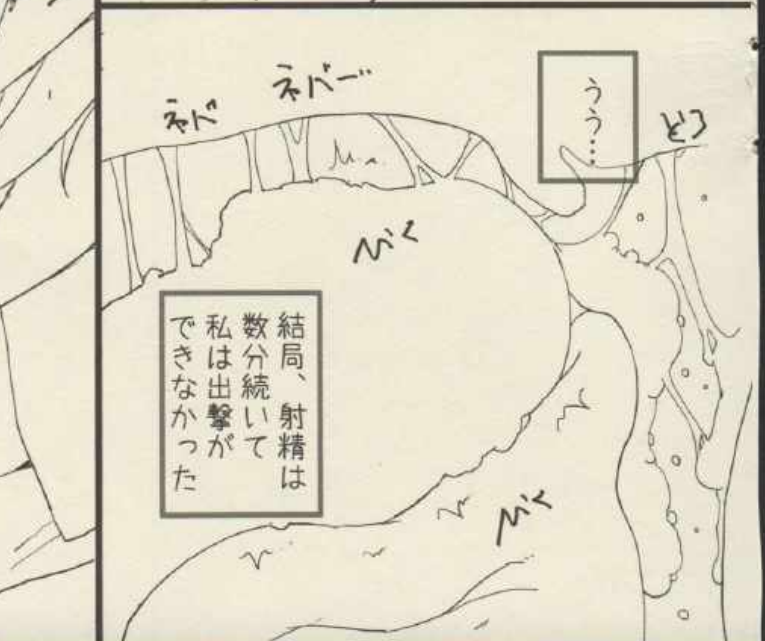 うう…
どろ
ネバー
ネバ
びく
結局、射精は
数分続いて
私は出撃が
できなかった
びく